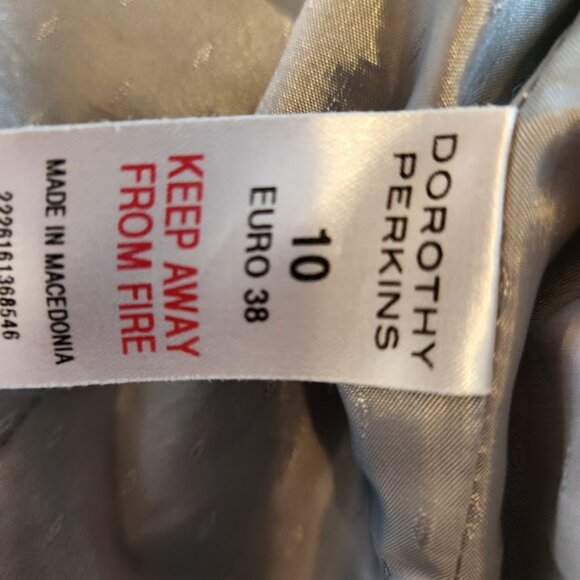 DOROTHY
PERKINS
10
EURO 38
KEEP AWAY
FROM FIRE
MADE IN MACEDONIA
2226161368546